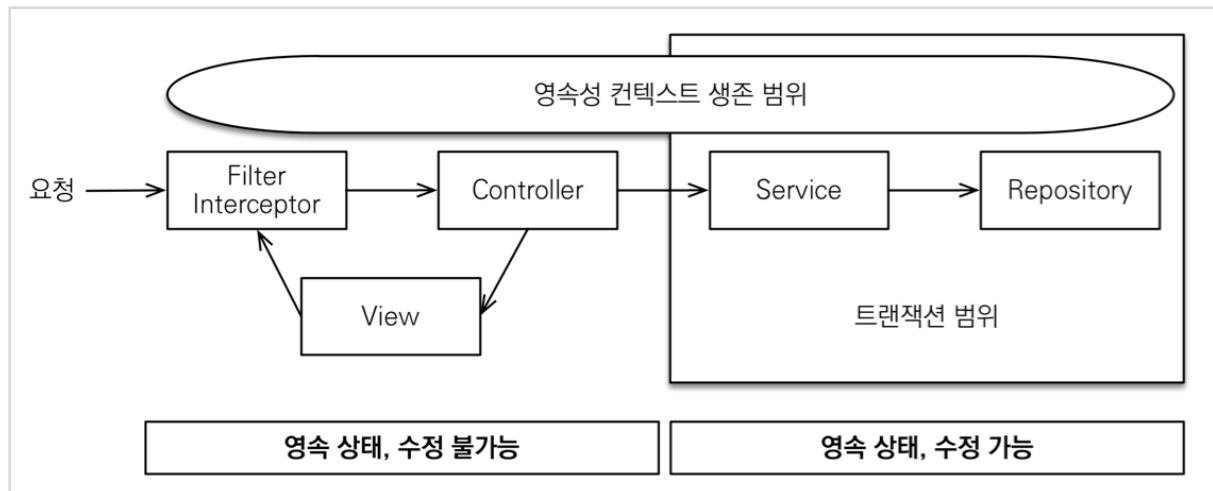 영속성 컨텍스트 생존 범위
요청
Filter
Interceptor
Controller
Service
Repository
View
트랜잭션 범위
영속 상태, 수정 불가능
영속 상태, 수정 가능